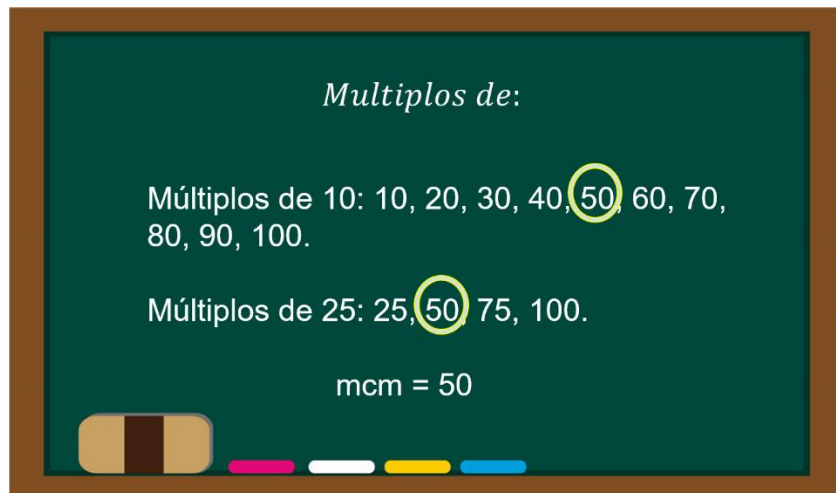 Multiplos de:
Múltiplos de 10: 10, 20, 30, 40, 50, 60, 70,
80, 90, 100.
Múltiplos de 25: 25, 50, 75, 100.
mcm = 50